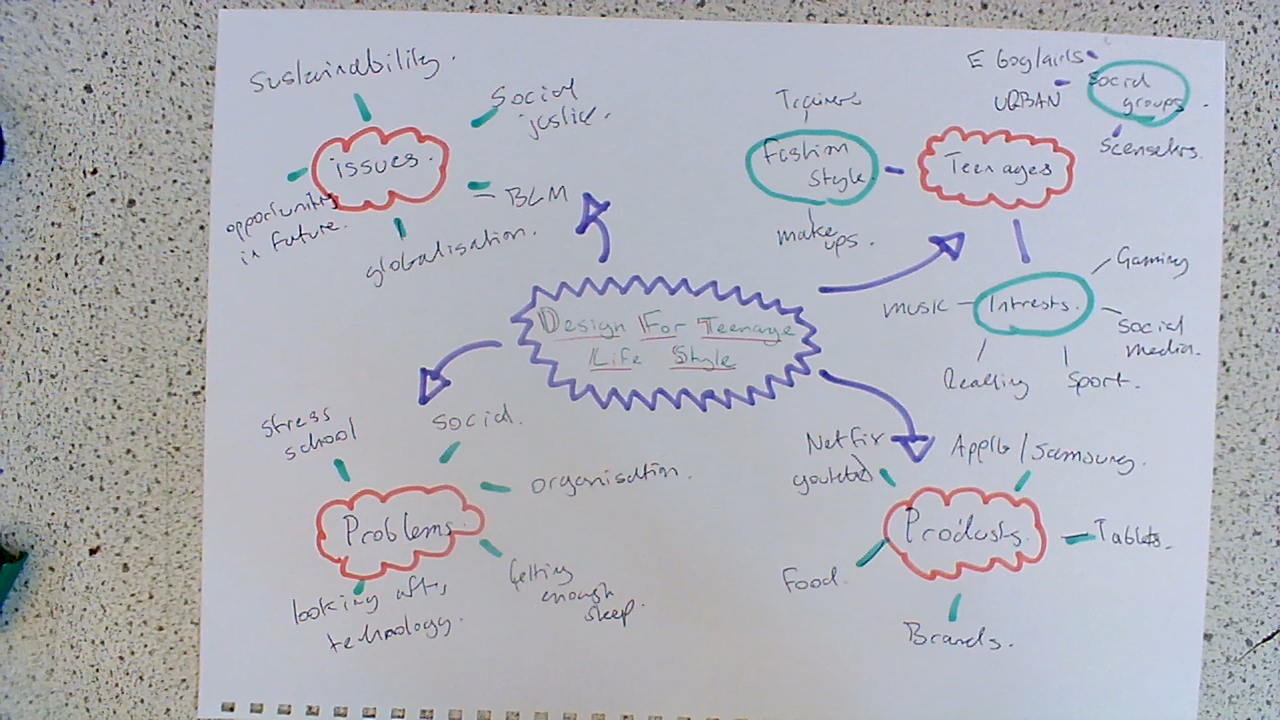 Sustainability.
Social
justice.
issues.
BLM
opportunities
in future.
globalisation.
E Boy/girls
Social
groups
URBAN
Scenesters.
Trainers
Fashion
Style.
Teenages
make
ups.
Gaming
music
Intrests.
Social
media.
Reading
Sport.
Design For Teenage
Life Style
stress
school
Social.
organisation.
Problems.
Getting
enough
sleep.
looking after
technology.
Netflix
Apple/Samsung.
Products.
Tablets.
Food.
Brands.